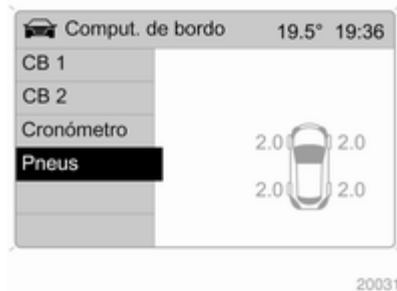 Comput. de bordo 19.5° 19:36
CB 1
CB 2
Cronómetro
Pneus
2.0 2.0
2.0 2.0
20031